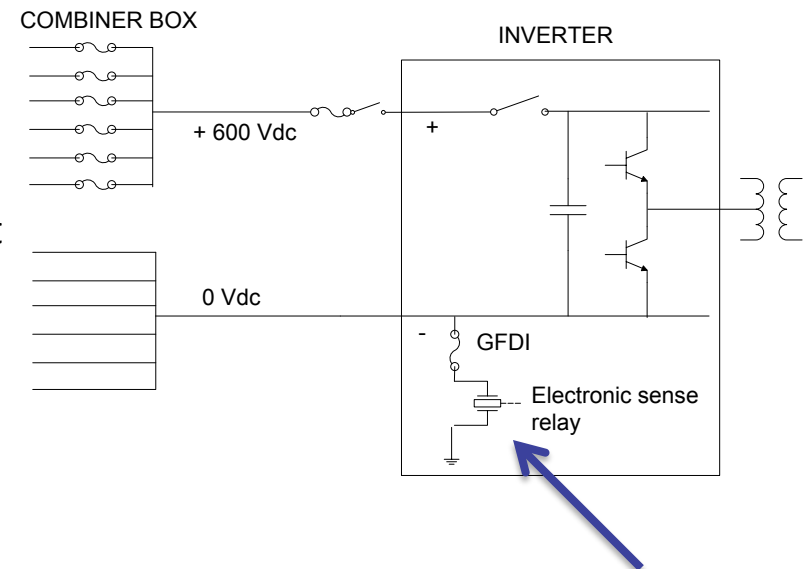 COMBINER BOX
INVERTER
+ 600 Vdc
+
0 Vdc
-
GFDI
Electronic sense
relay